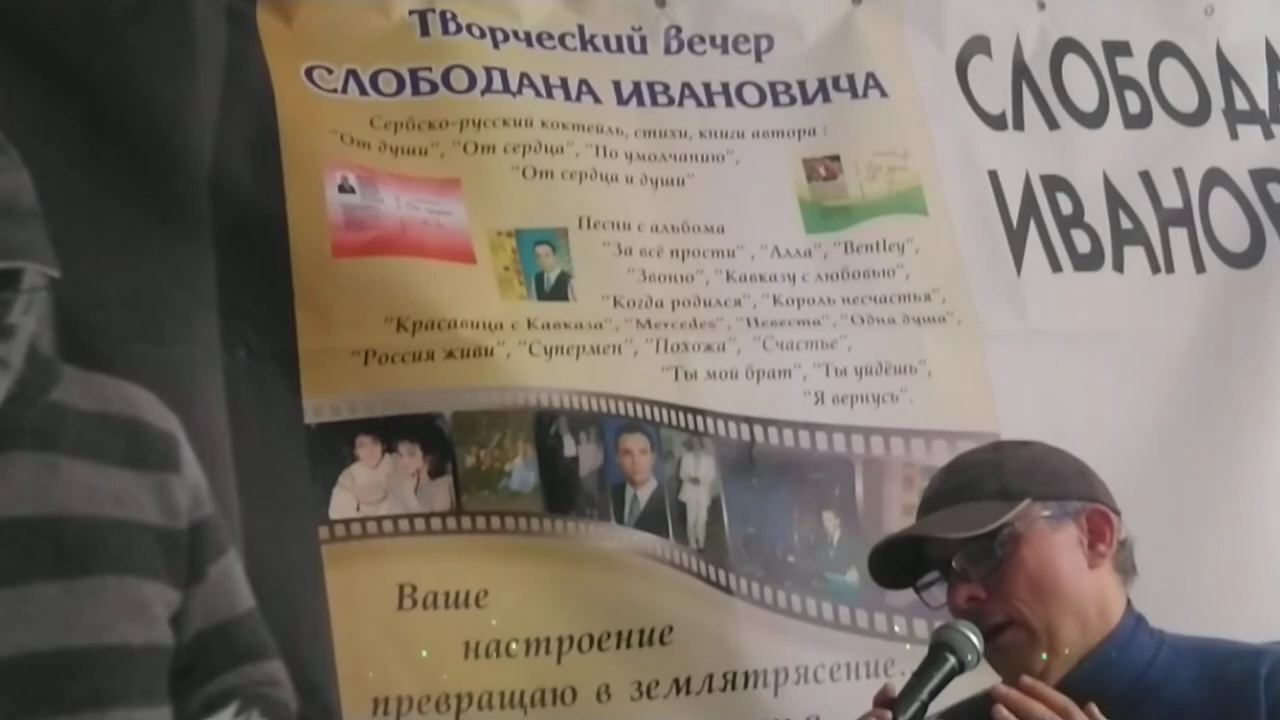 Творческий Вечер
СЛОБОДАНА ИВАНОВИЧА
Сербско-русский коктейль, стихи, книги автора :
"От души", "От сердца", "По умолчанию",
"От сердца и души"
Песни с альбома
"За всё прости", "Алла", "Bentley",
"Звоню", "Кавказу с любовью",
"Когда родился", "Король несчастья",
"Красавица с Кавказа", "Mercedes", "Невеста", "Одна душа",
"Россия живи", "Супермен", "Похожа", "Счастье",
"Ты мой брат", "Ты уйдёшь",
"Я вернусь".
Ваше
настроение
превращаю в землятрясение..
СЛОБОДА
ИВАНОВ